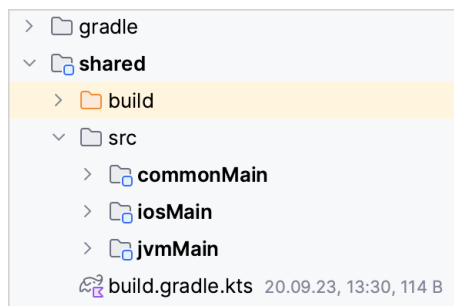 gradle
shared
build
src
commonMain
iosMain
jvmMain
build.gradle.kts 20.09.23, 13:30, 114 B